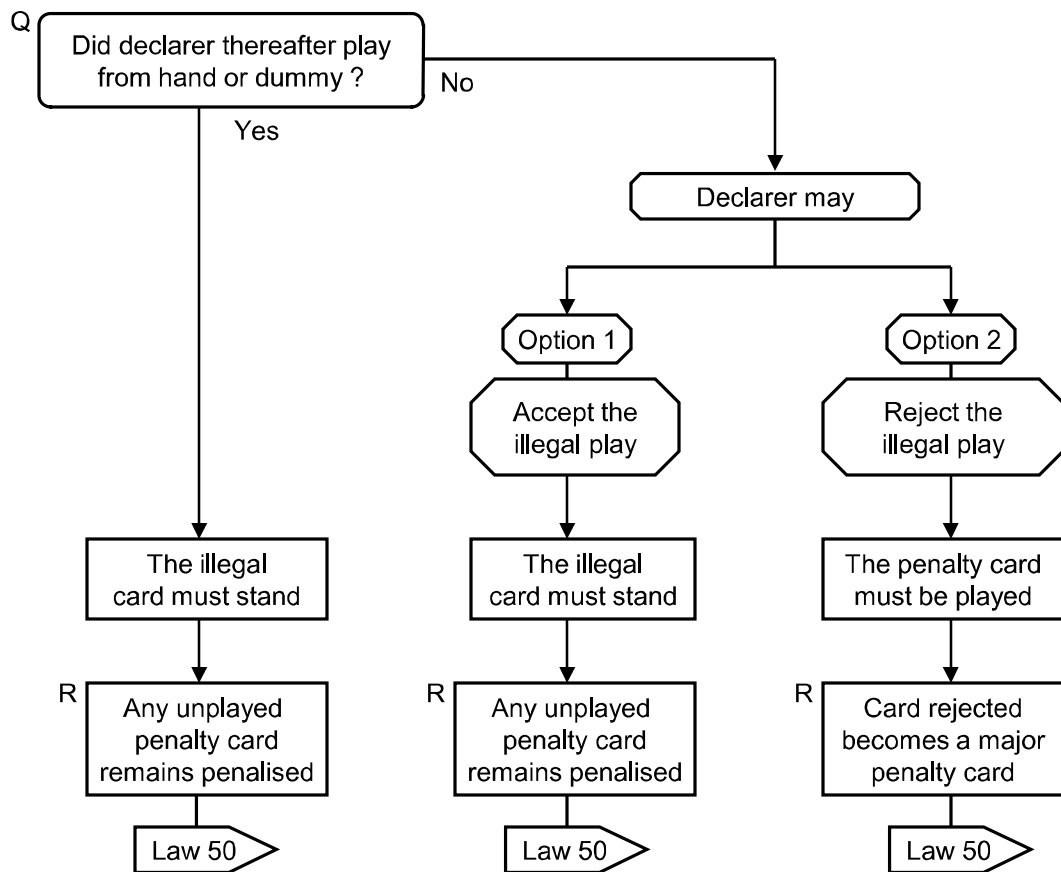 Q
Did declarer thereafter play
from hand or dummy ?
No
Yes
Declarer may
Option 1
Option 2
Accept the
illegal play
Reject the
illegal play
The illegal
card must stand
The illegal
card must stand
The penalty card
must be played
R
Any unplayed
penalty card
remains penalised
R
Any unplayed
penalty card
remains penalised
R
Card rejected
becomes a major
penalty card
Law 50
Law 50
Law 50